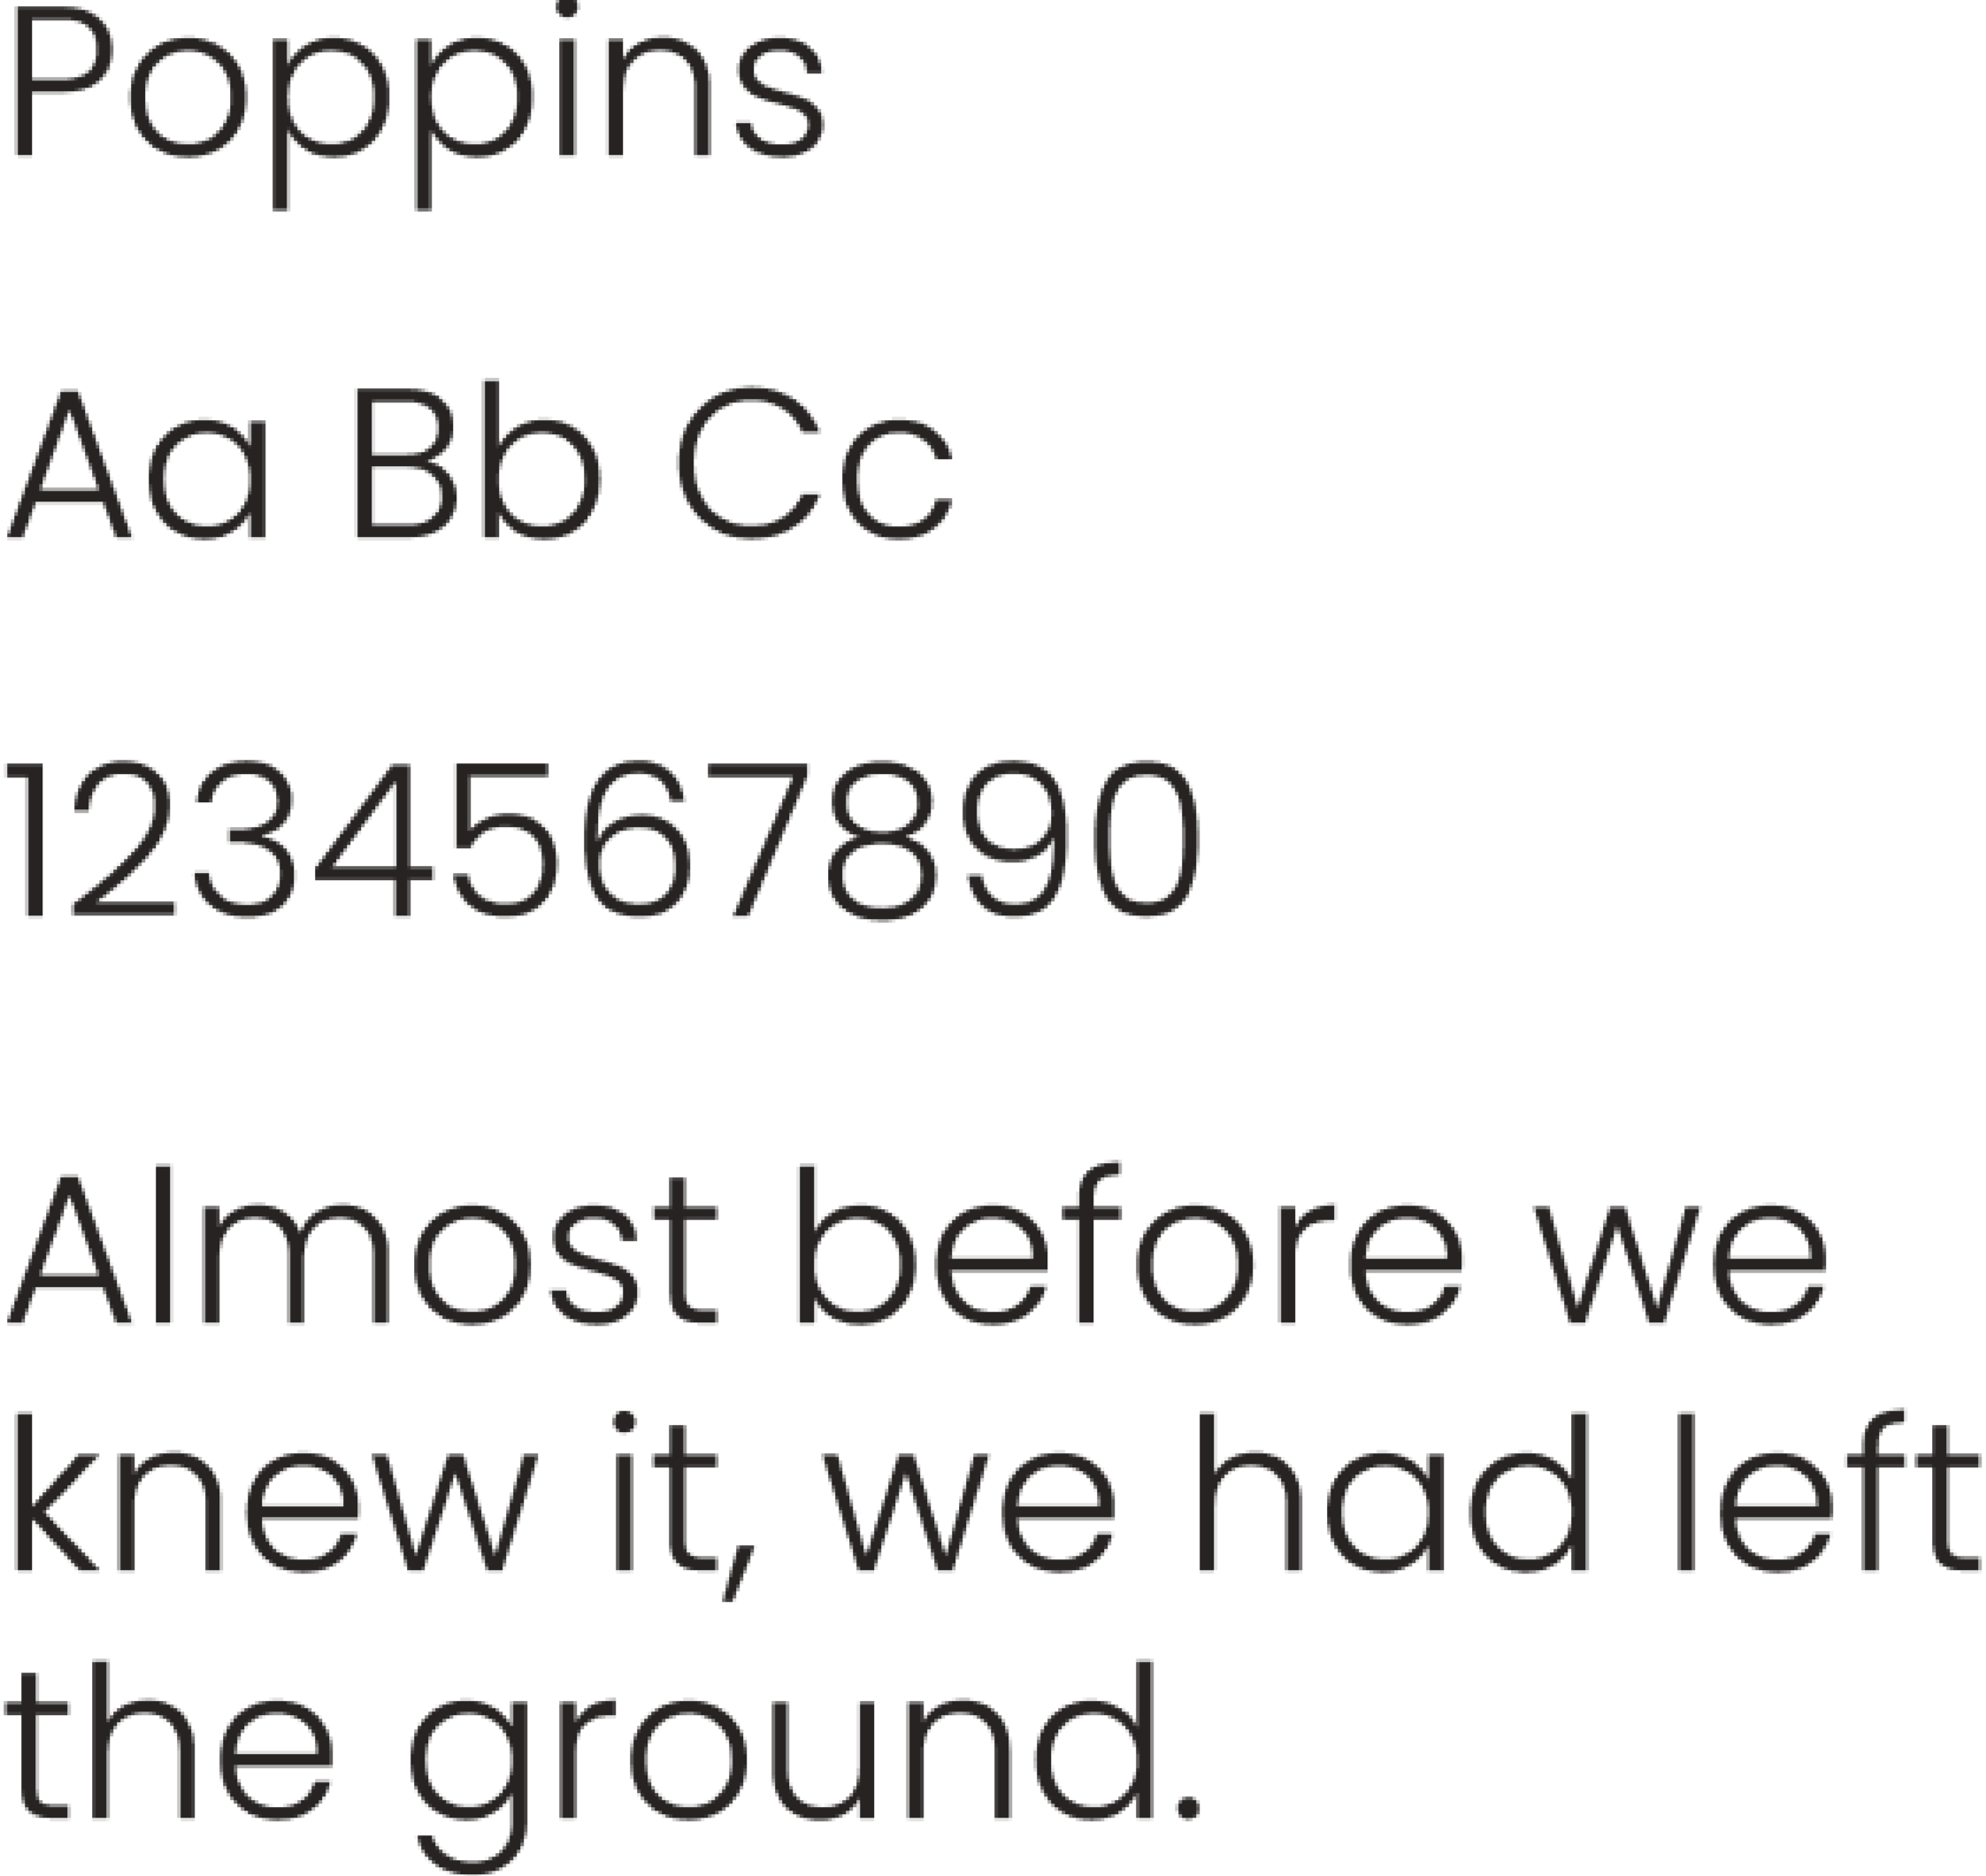 Poppins
Aa Bb Cc
1234567890
Almost before we
knew it, we had left
the ground.